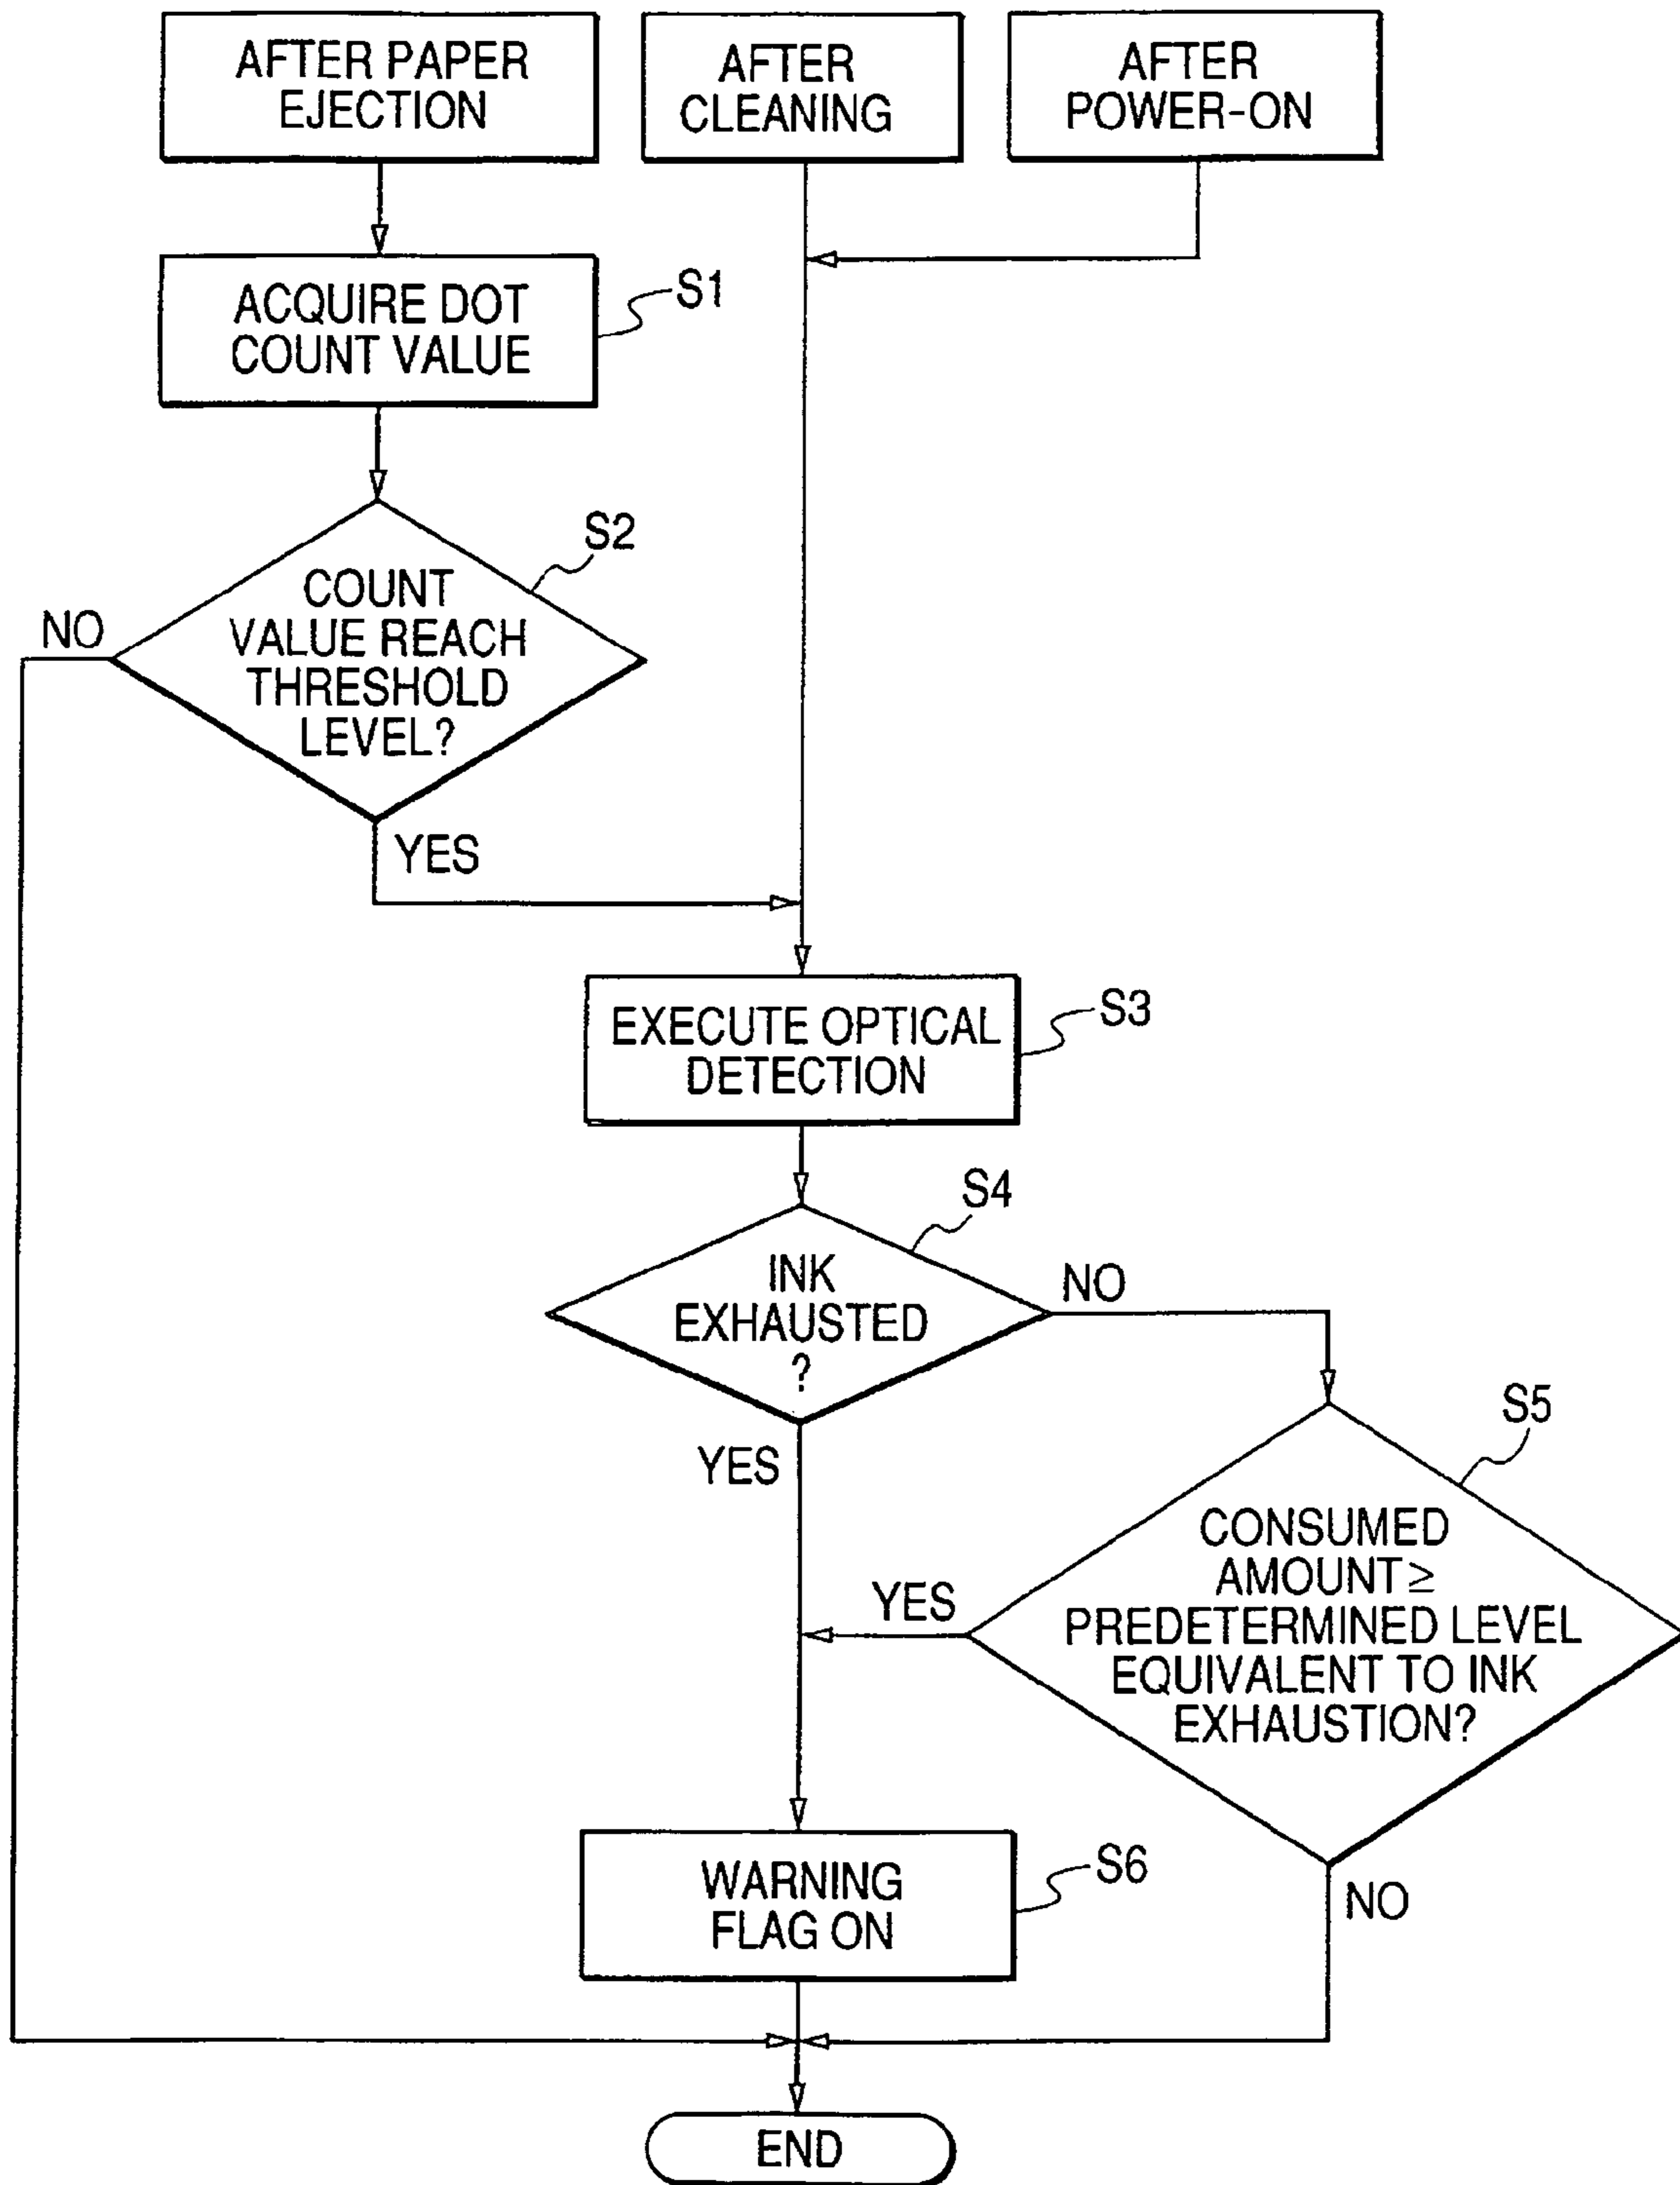 AFTER PAPER
EJECTION
AFTER
CLEANING
AFTER
POWER-ON
ACQUIRE DOT
COUNT VALUE
S1
S2
COUNT
VALUE REACH
THRESHOLD
LEVEL?
NO
YES
EXECUTE OPTICAL
DETECTION
S3
S4
INK
EXHAUSTED
?
NO
YES
S5
CONSUMED
AMOUNT≥
PREDETERMINED LEVEL
EQUIVALENT TO INK
EXHAUSTION?
YES
NO
WARNING
FLAG ON
S6
END